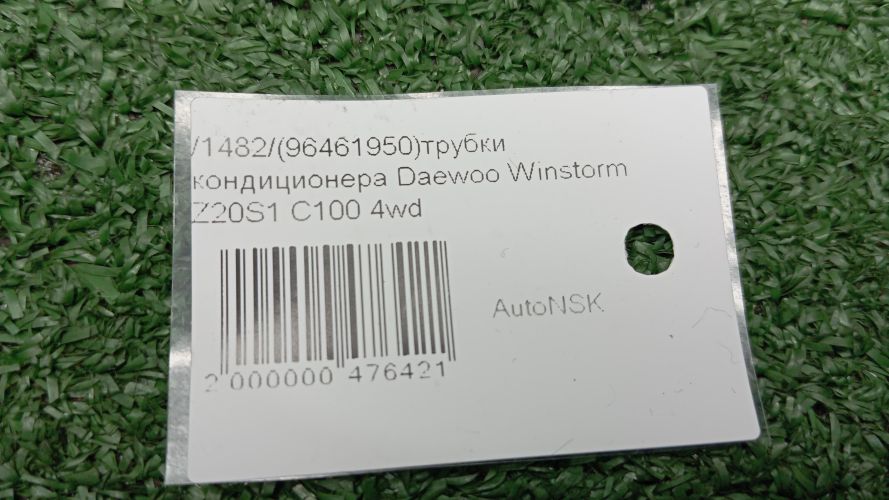 /1482/(96461950)трубки
кондиционера Daewoo Winstorm
Z20S1 C100 4wd
AutoNSK
2 000000 476421